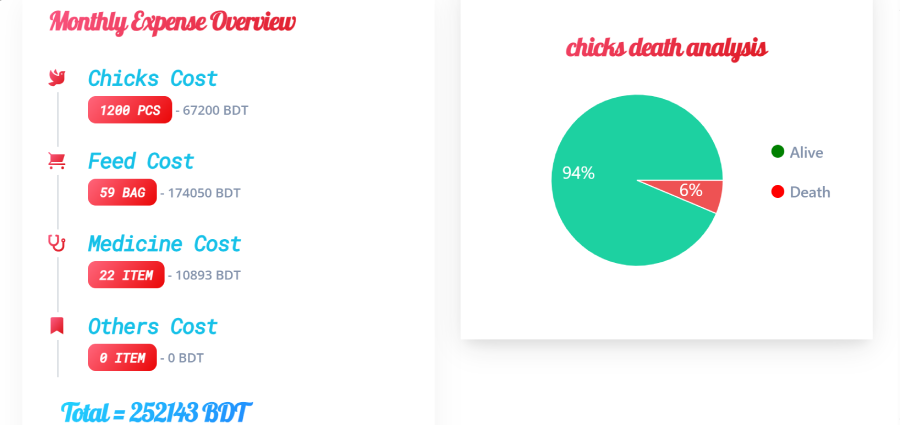 Monthly Expense Overview
Chicks Cost
1200 PCS - 67200 BDT
Feed Cost
59 BAG - 174050 BDT
Medicine Cost
22 ITEM - 10893 BDT
Others Cost
0 ITEM - 0 BDT
Total = 252143 BDT
chicks death analysis
94%
6%
Alive
Death